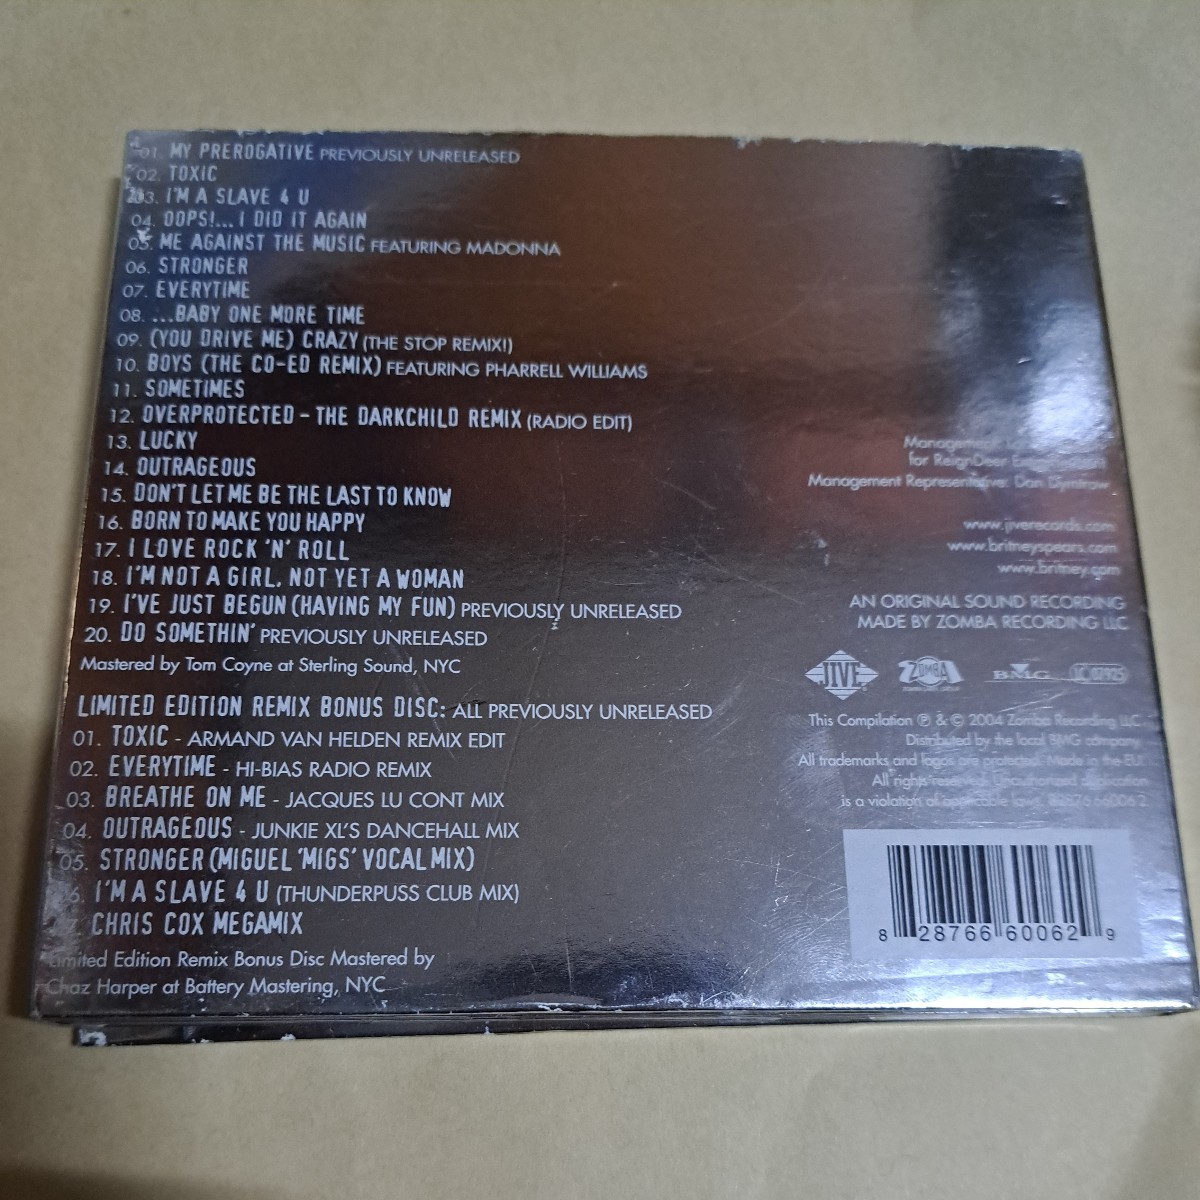 01. MY PREROGATIVE PREVIOUSLY UNRELEASED
02. TOXIC
03. I'M A SLAVE 4 U
04. OOPS!... I DID IT AGAIN
05. ME AGAINST THE MUSIC FEATURING MADONNA
06. STRONGER
07. EVERYTIME
08. ...BABY ONE MORE TIME
09. (YOU DRIVE ME) CRAZY (THE STOP REMIX!)
10. BOYS (THE CO-ED REMIX) FEATURING PHARRELL WILLIAMS
11. SOMETIMES
12. OVERPROTECTED - THE DARKCHILD REMIX (RADIO EDIT)
13. LUCKY
14. OUTRAGEOUS
15. DON'T LET ME BE THE LAST TO KNOW
16. BORN TO MAKE YOU HAPPY
17. I LOVE ROCK 'N' ROLL
18. I'M NOT A GIRL, NOT YET A WOMAN
19. I'VE JUST BEGUN (HAVING MY FUN) PREVIOUSLY UNRELEASED
20. DO SOMETHIN' PREVIOUSLY UNRELEASED
Mastered by Tom Coyne at Sterling Sound, NYC
LIMITED EDITION REMIX BONUS DISC: ALL PREVIOUSLY UNRELEASED
01. TOXIC - ARMAND VAN HELDEN REMIX EDIT
02. EVERYTIME - HI-BIAS RADIO REMIX
03. BREATHE ON ME - JACQUES LU CONT MIX
04. OUTRAGEOUS - JUNKIE XL'S DANCEHALL MIX
05. STRONGER (MIGUEL 'MIGS' VOCAL MIX)
6. I'M A SLAVE 4 U (THUNDERPUSS CLUB MIX)
7. CHRIS COX MEGAMIX
Limited Edition Remix Bonus Disc Mastered by
Chaz Harper at Battery Mastering, NYC
Management:
for ReignDeer
Management Representative: Dan Dymtrow
www.jiverecords.com
www.britneyspears.com
www.britney.com
AN ORIGINAL SOUND RECORDING
MADE BY ZOMBA RECORDING LLC
JIVE ZOMBA BMG LC 07925
This Compilation ℗ & © 2004 Zomba Recording LLC.
Distributed by the local BMG company.
All trademarks and logos are protected. Made in the EU.
All rights reserved. Unauthorized duplication
is a violation of applicable laws. 82876 66006 2
8 28766 60062 9